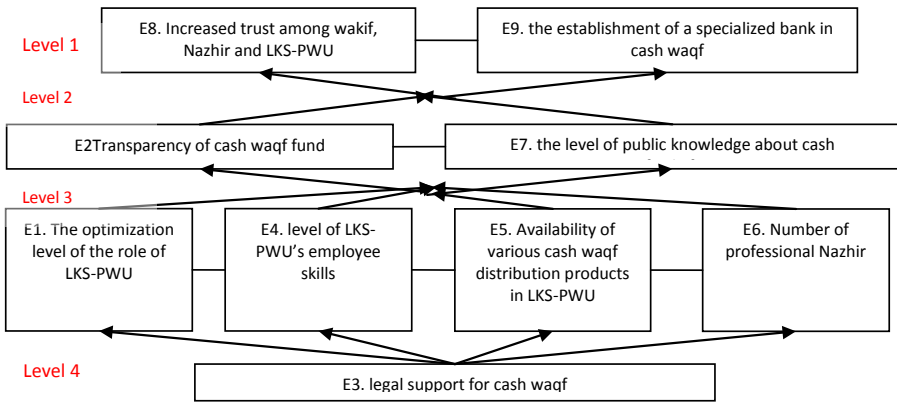 Level 1
E8. Increased trust among wakif,
Nazhir and LKS-PWU
E9. the establishment of a specialized bank in
cash waqf
Level 2
E2Transparency of cash waqf fund
E7. the level of public knowledge about cash
Level 3
E1. The optimization
level of the role of
LKS-PWU
E4. level of LKS-
PWU’s employee
skills
E5. Availability of
various cash waqf
distribution products
in LKS-PWU
E6. Number of
professional Nazhir
Level 4
E3. legal support for cash waqf